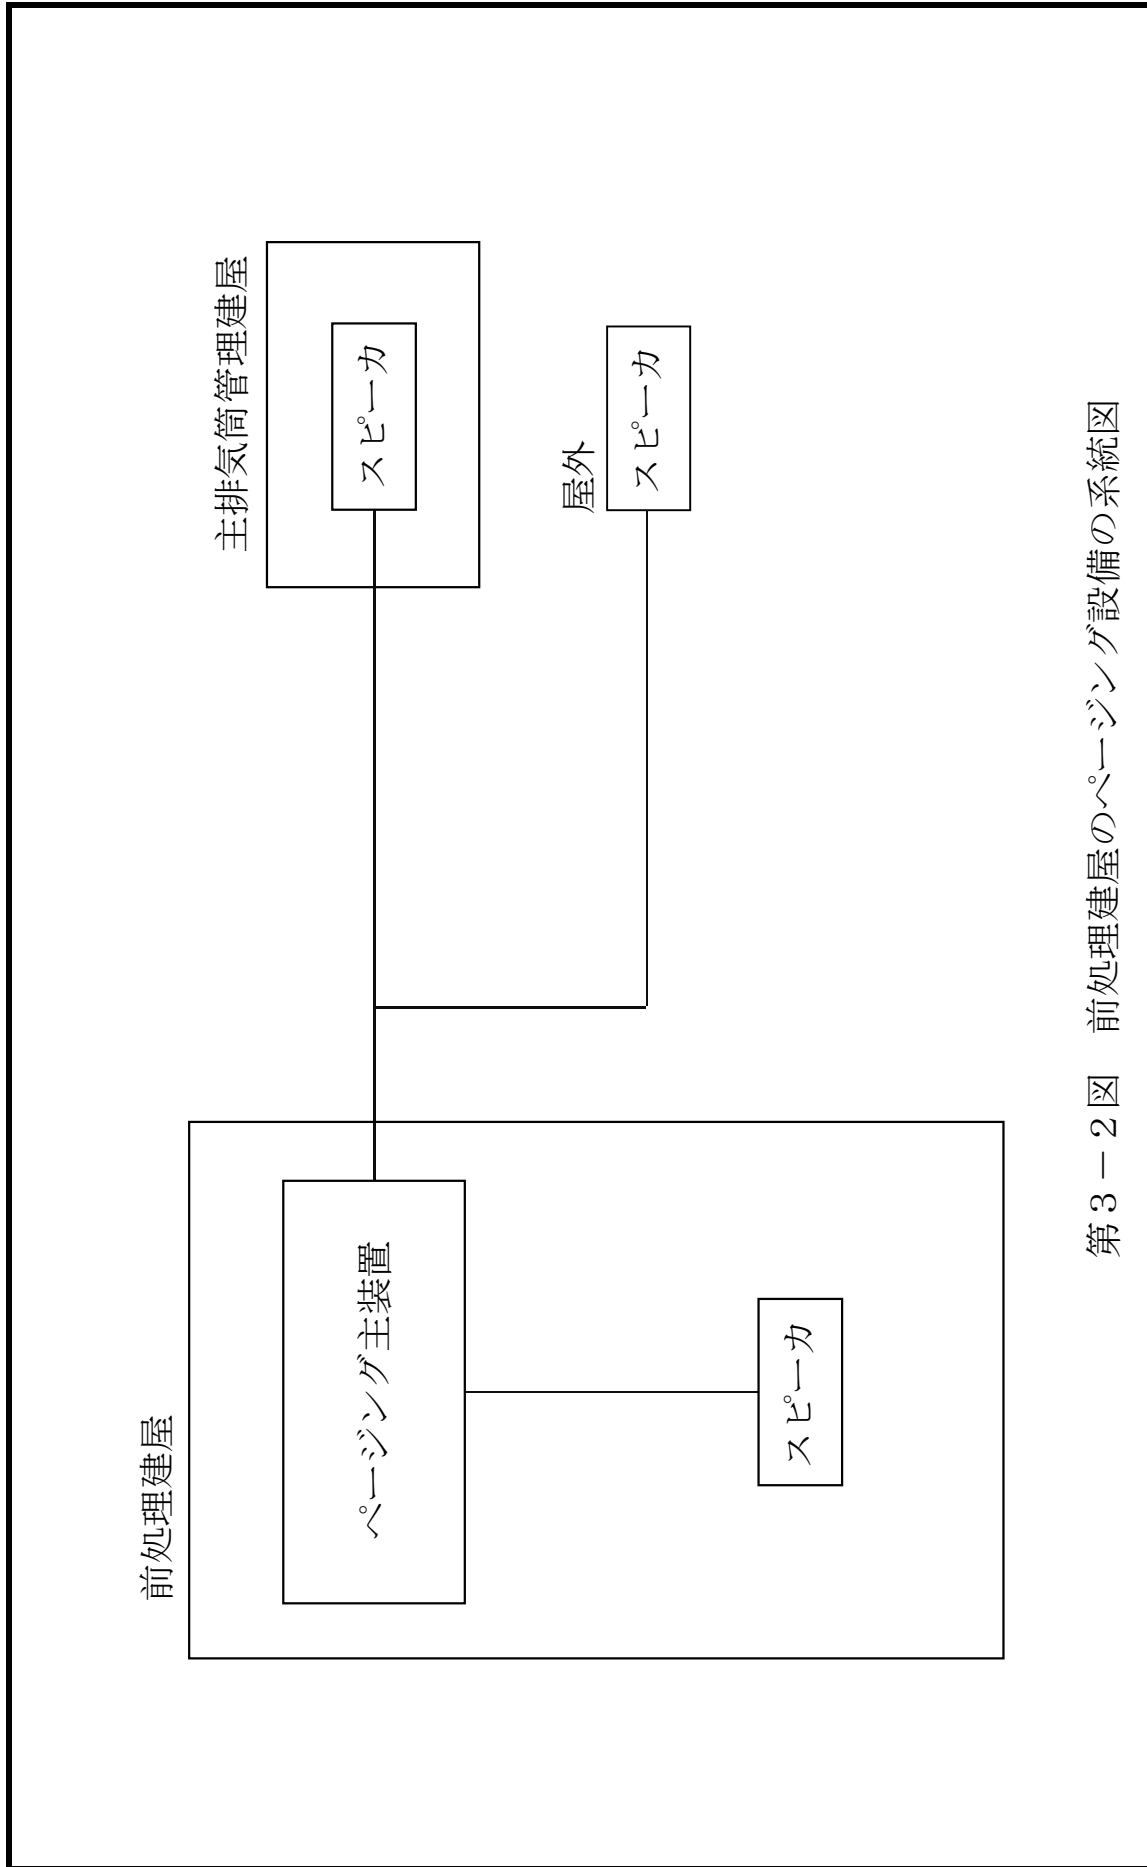 前処理建屋
ページング主装置
スピーカ
主排気筒管理建屋
スピーカ
屋外
スピーカ
第3－2図　前処理建屋のページング設備の系統図